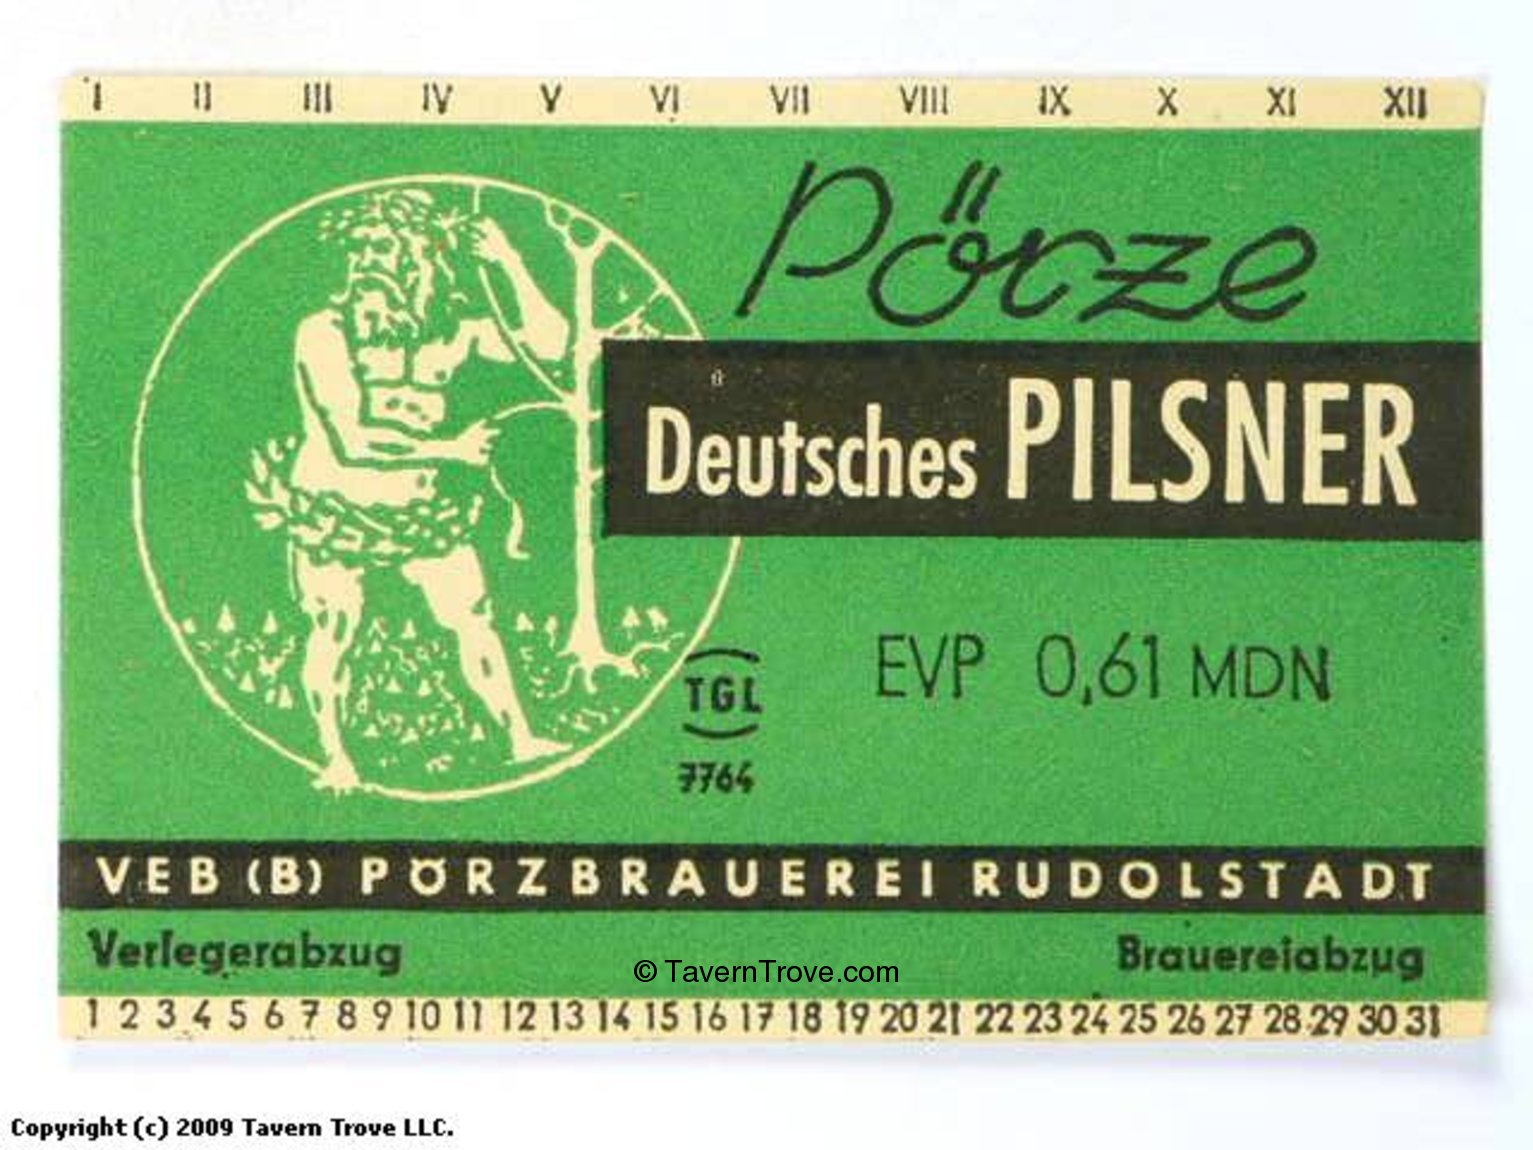 I II III IV V VI VII VIII IX X XI XII
Pörze
Deutsches PILSNER
EVP 0,61 MDN
TGL
7764
VEB (B) PÖRZBRAUEREI RUDOLSTADT
Verlegerabzug
Brauereiabzug
© TavernTrove.com
1 2 3 4 5 6 7 8 9 10 11 12 13 14 15 16 17 18 19 20 21 22 23 24 25 26 27 28 29 30 31
Copyright (c) 2009 Tavern Trove LLC.